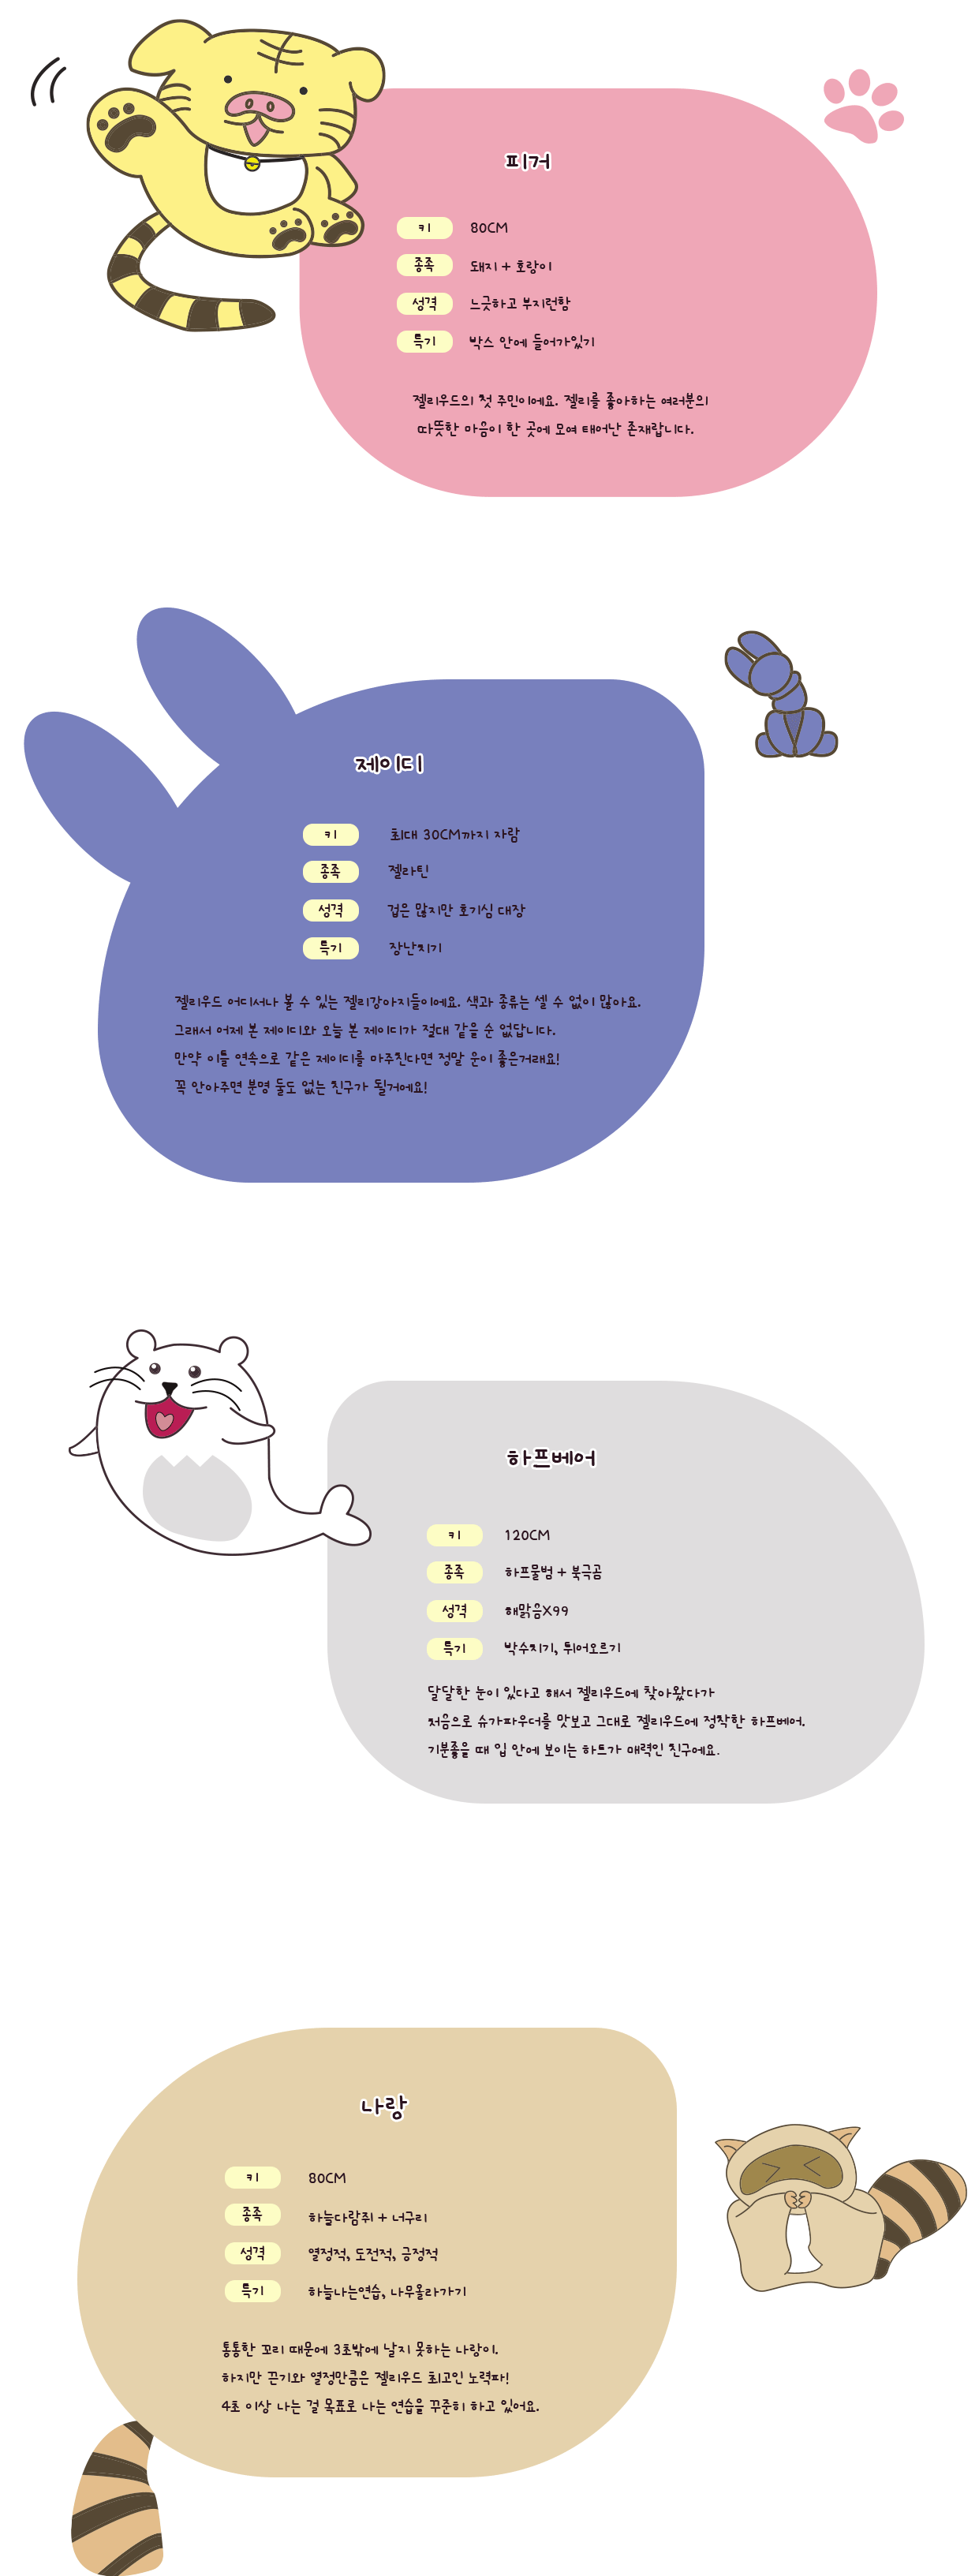 피거
키 80CM
종족 돼지 + 호랑이
성격 느긋하고 부지런함
특기 박스 안에 들어가있기
젤리우드의 첫 주민이에요. 젤리를 좋아하는 여러분의
따뜻한 마음이 한 곳에 모여 태어난 존재랍니다.
제이디
키 최대 30CM까지 자람
종족 젤라틴
성격 겁은 많지만 호기심 대장
특기 장난치기
젤리우드 어디서나 볼 수 있는 젤리강아지들이에요. 색과 종류는 셀 수 없이 많아요.
그래서 어제 본 제이디와 오늘 본 제이디가 절대 같을 순 없답니다.
만약 이틀 연속으로 같은 제이디를 마주친다면 정말 운이 좋은거래요!
꼭 안아주면 분명 둘도 없는 친구가 될거에요!
하프베어
키 120CM
종족 하프물범 + 북극곰
성격 해맑음X99
특기 박수치기, 튀어오르기
달달한 눈이 있다고 해서 젤리우드에 찾아왔다가
처음으로 슈가파우더를 맛보고 그대로 젤리우드에 정착한 하프베어.
기분좋을 때 입 안에 보이는 하트가 매력인 친구에요.
나랑
키 80CM
종족 하늘다람쥐 + 너구리
성격 열정적, 도전적, 긍정적
특기 하늘나는연습, 나무올라가기
통통한 꼬리 때문에 3초밖에 날지 못하는 나랑이.
하지만 끈기와 열정만큼은 젤리우드 최고인 노력파!
4초 이상 나는 걸 목표로 나는 연습을 꾸준히 하고 있어요.